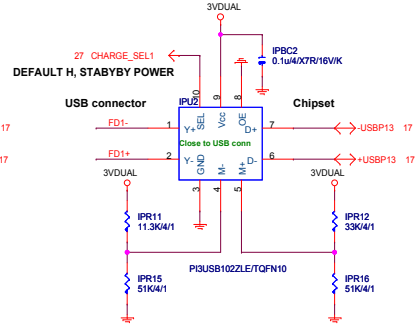 3VDUAL
27 CHARGE_SEL1
IPBC2
0.1u/4/X7R/16V/K
DEFAULT H, STABYBY POWER
USB connector
IPU2
10
9
8
Chipset
SEL
Vcc
OE
17
FD1-
1
Y+
D+
7
-USBP13 17
Close to USB conn
17
FD1+
2
Y-
D-
6
+USBP13 17
GND
M-
M+
3VDUAL
3
4
5
3VDUAL
IPR11
11.3K/4/1
IPR12
33K/4/1
PI3USB102ZLE/TQFN10
IPR15
51K/4/1
IPR16
51K/4/1